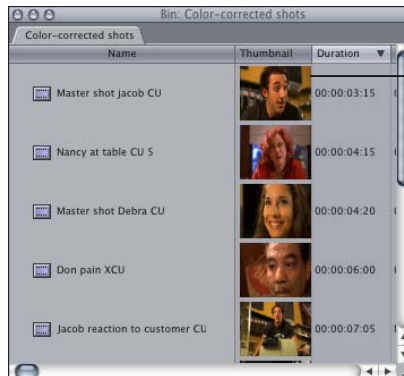 Bin: Color-corrected shots
Color-corrected shots
Name Thumbnail Duration
Master shot jacob CU 00:00:03:15
Nancy at table CU 5 00:00:04:15
Master shot Debra CU 00:00:04:20
Don pain XCU 00:00:06:00
Jacob reaction to customer CU 00:00:07:05